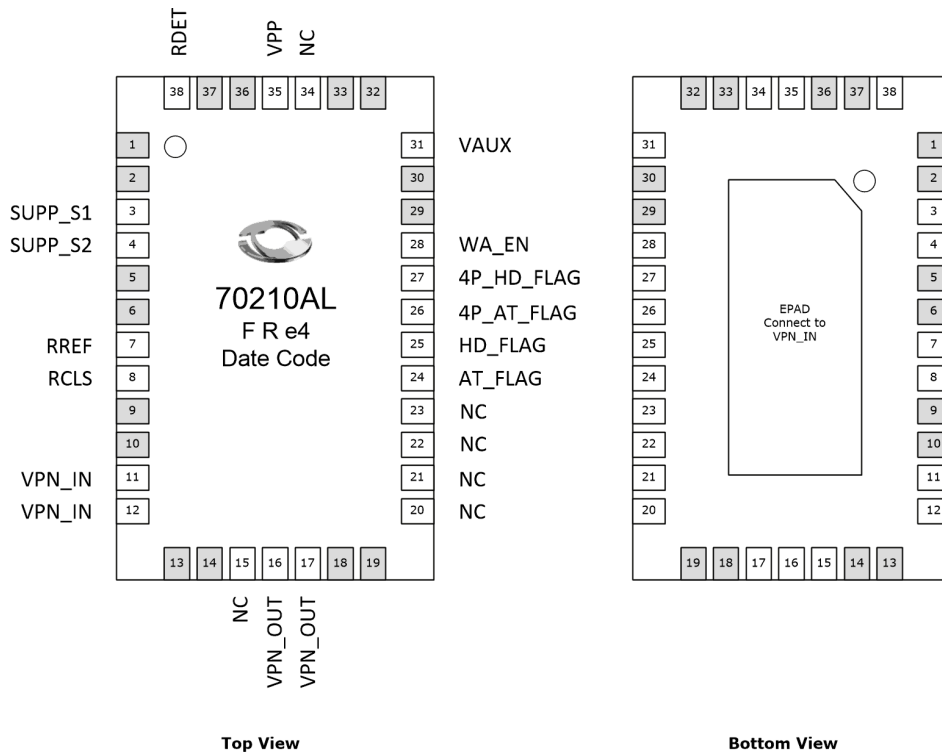 RDET
VPP
NC
38 37 36 35 34 33 32
32 33 34 35 36 37 38
1
31 VAUX
31
1
2
30
30
2
SUPP_S1 3
29
29
3
SUPP_S2 4
28 WA_EN
28
4
5
27 4P_HD_FLAG
27
5
6
26 4P_AT_FLAG
26
6
RREF 7
25 HD_FLAG
25
7
RCLS 8
24 AT_FLAG
24
8
9
23 NC
23
9
10
22 NC
22
10
VPN_IN 11
21 NC
21
11
VPN_IN 12
20 NC
20
12
70210AL
F R e4
Date Code
EPAD
Connect to
VPN_IN
13 14 15 16 17 18 19
19 18 17 16 15 14 13
NC
VPN_OUT
VPN_OUT
Top View
Bottom View